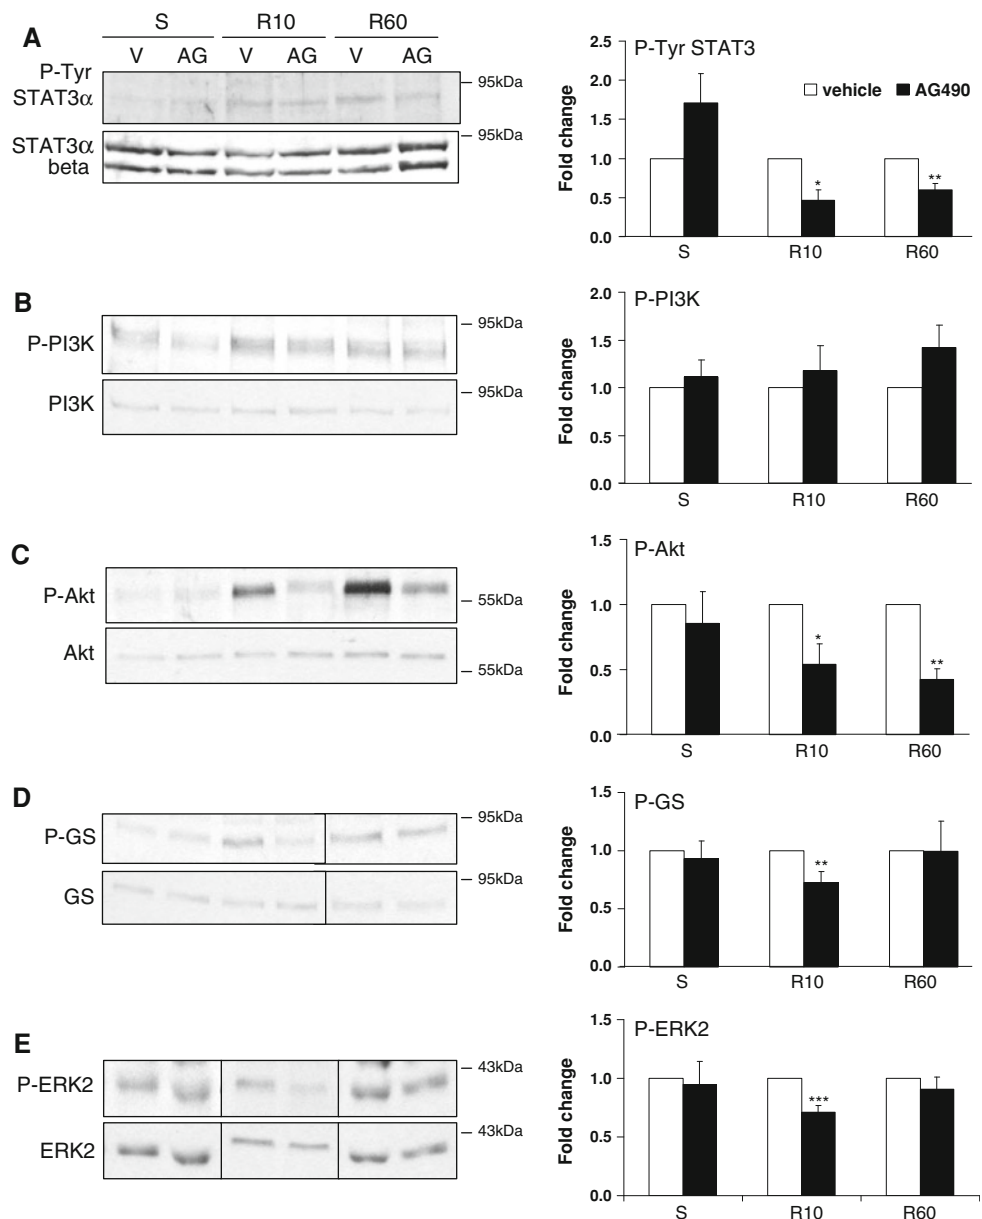 A
S R10 R60
V AG V AG V AG
P-Tyr
STAT3α
95kDa
STAT3α
beta
95kDa
P-Tyr STAT3
vehicle AG490
Fold change
2.5
2.0
1.5
1.0
0.5
0.0
* **
S R10 R60
B
P-PI3K
95kDa
PI3K
95kDa
P-PI3K
Fold change
2.0
1.5
1.0
0.5
0.0
S R10 R60
C
P-Akt
55kDa
Akt
55kDa
P-Akt
Fold change
1.5
1.0
0.5
0.0
* **
S R10 R60
D
P-GS
95kDa
GS
95kDa
P-GS
Fold change
1.5
1.0
0.5
0.0
**
S R10 R60
E
P-ERK2
43kDa
ERK2
43kDa
P-ERK2
Fold change
1.5
1.0
0.5
0.0
***
S R10 R60